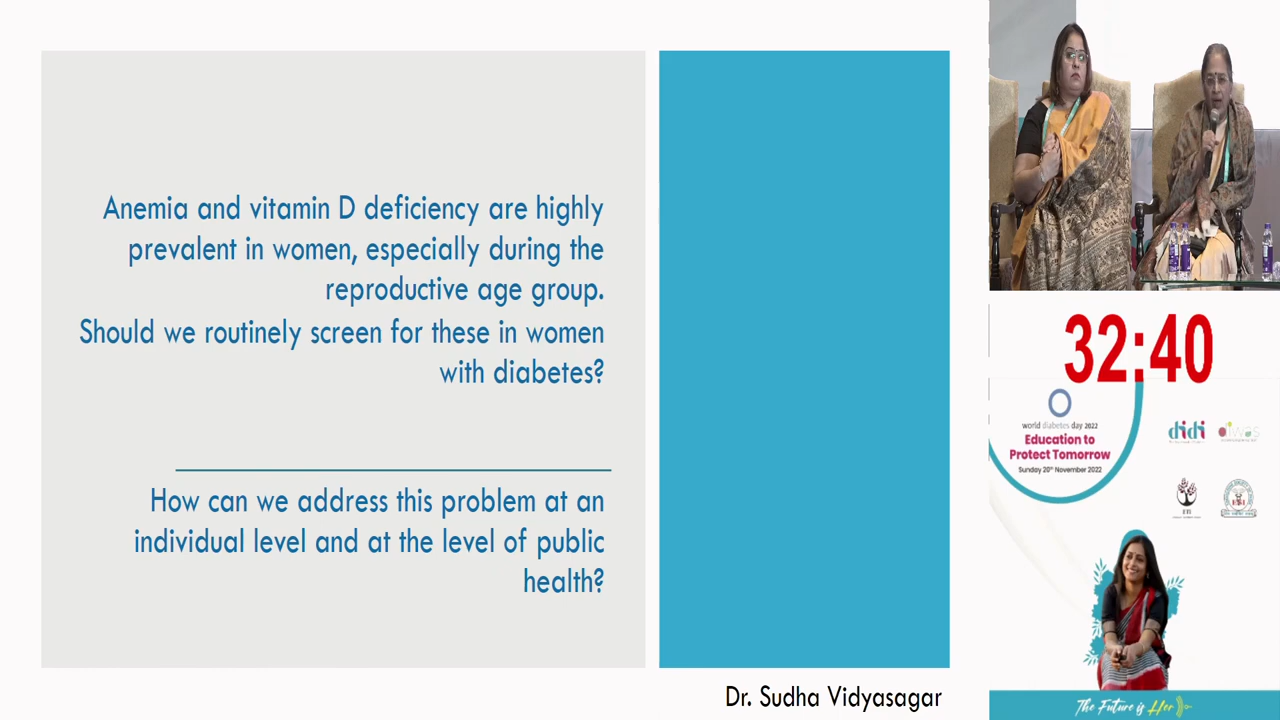 Anemia and vitamin D deficiency are highly
prevalent in women, especially during the
reproductive age group.
Should we routinely screen for these in women
with diabetes?
How can we address this problem at an
individual level and at the level of public
health?
Dr. Sudha Vidyasagar
32:40
world diabetes day 2022
Education to
Protect Tomorrow
Sunday 20th November 2022
didi
The Future is Her